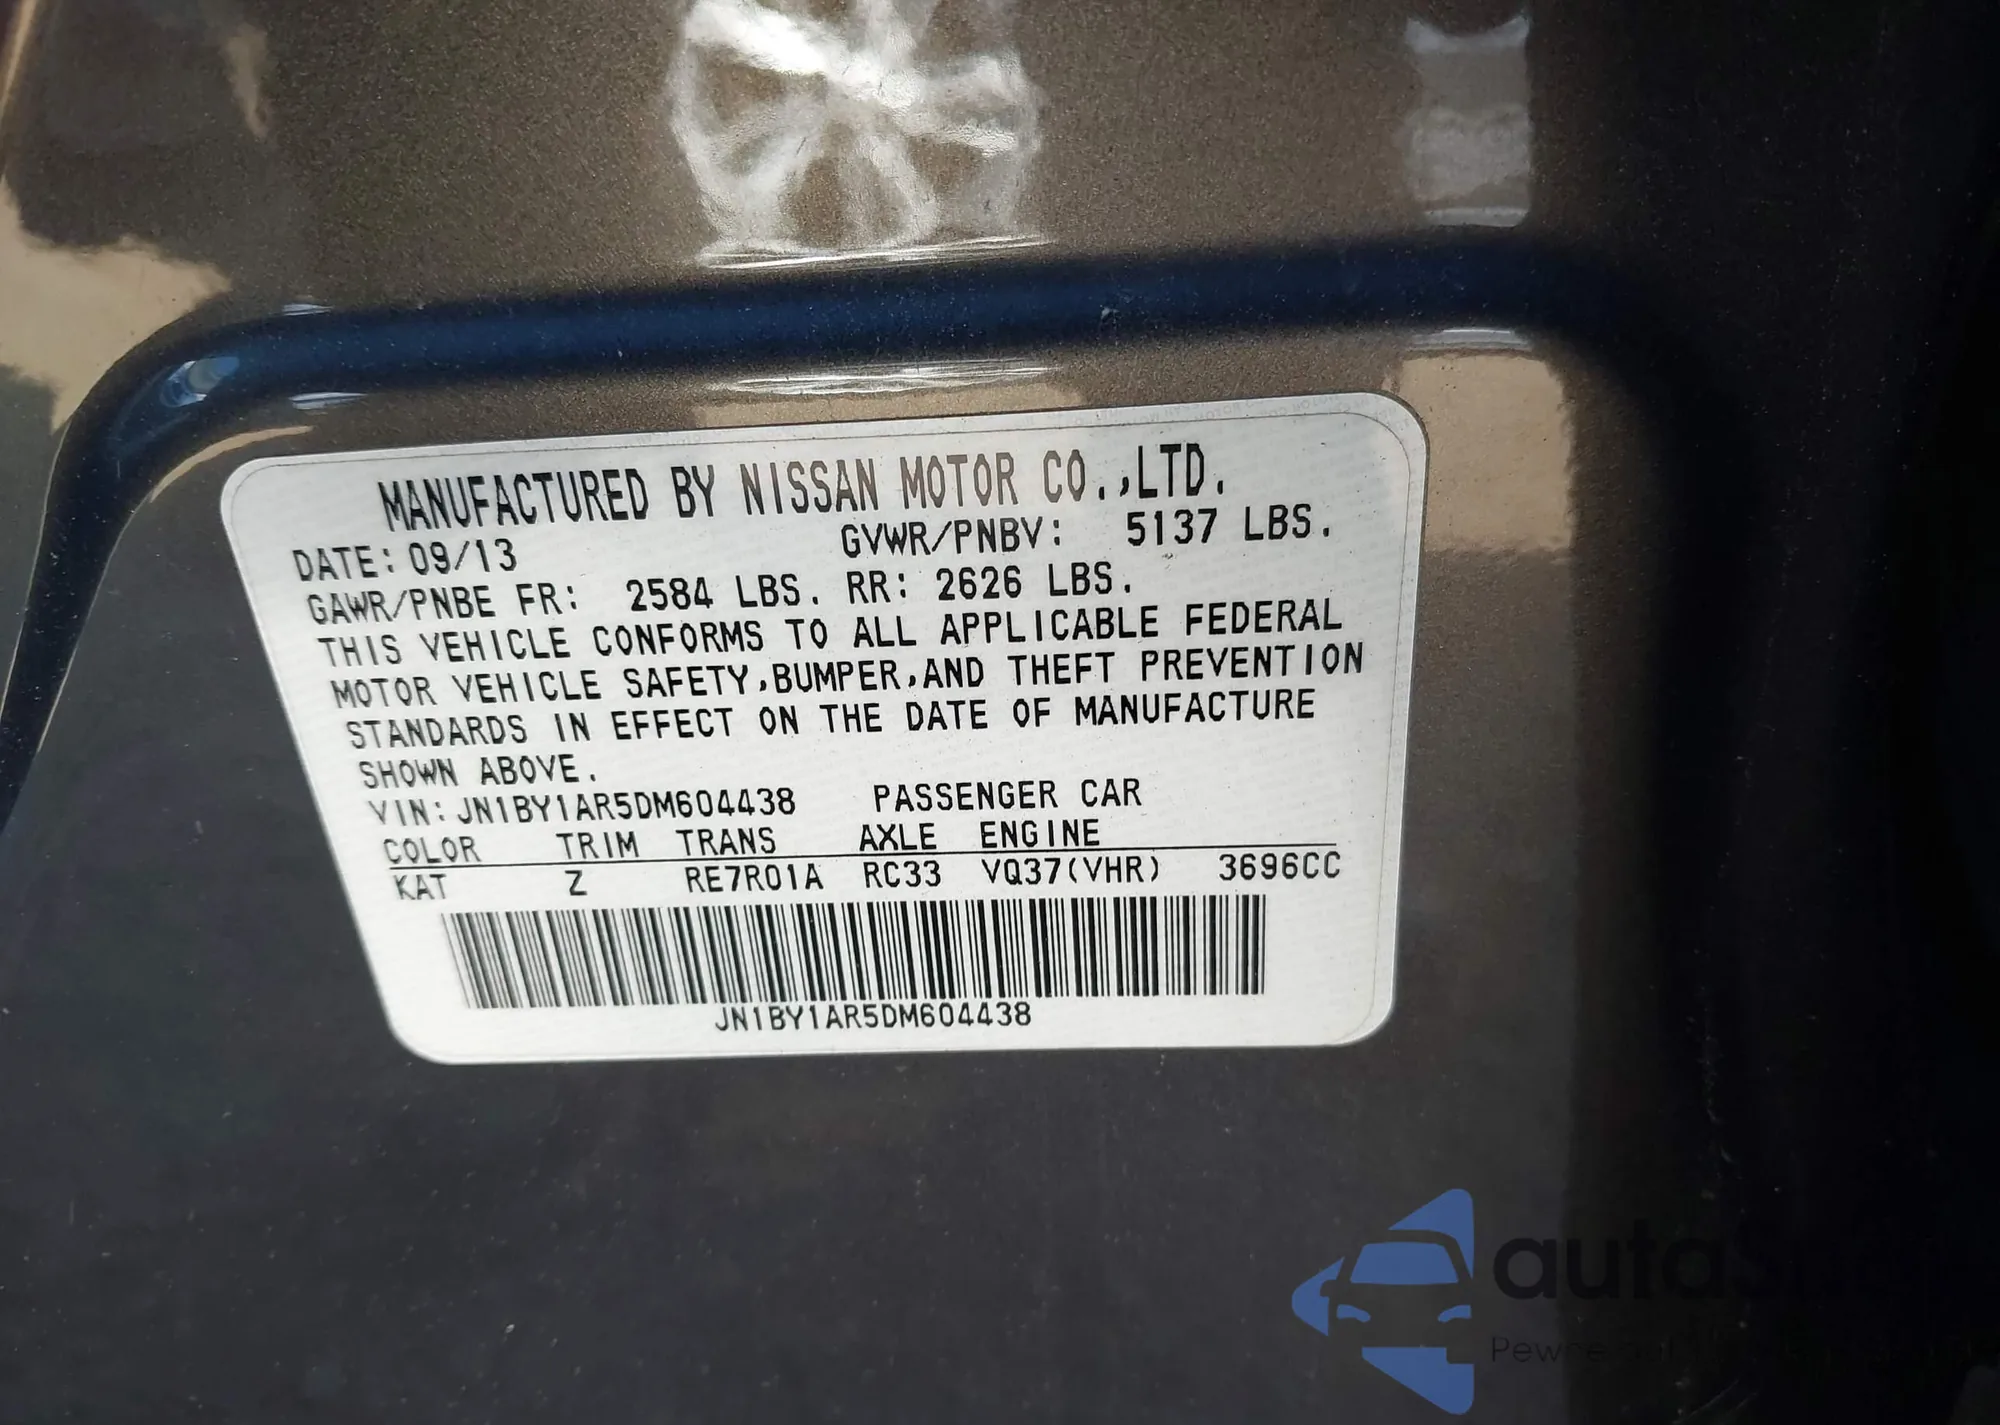 MANUFACTURED BY NISSAN MOTOR CO.,LTD.
DATE: 09/13 GVWR/PNBV: 5137 LBS.
GAWR/PNBE FR: 2584 LBS. RR: 2626 LBS.
THIS VEHICLE CONFORMS TO ALL APPLICABLE FEDERAL
MOTOR VEHICLE SAFETY,BUMPER,AND THEFT PREVENTION
STANDARDS IN EFFECT ON THE DATE OF MANUFACTURE
SHOWN ABOVE.
VIN: JN1BY1AR5DM604438 PASSENGER CAR
COLOR TRIM TRANS AXLE ENGINE
KAT Z RE7R01A RC33 VQ37(VHR) 3696CC
JN1BY1AR5DM604438